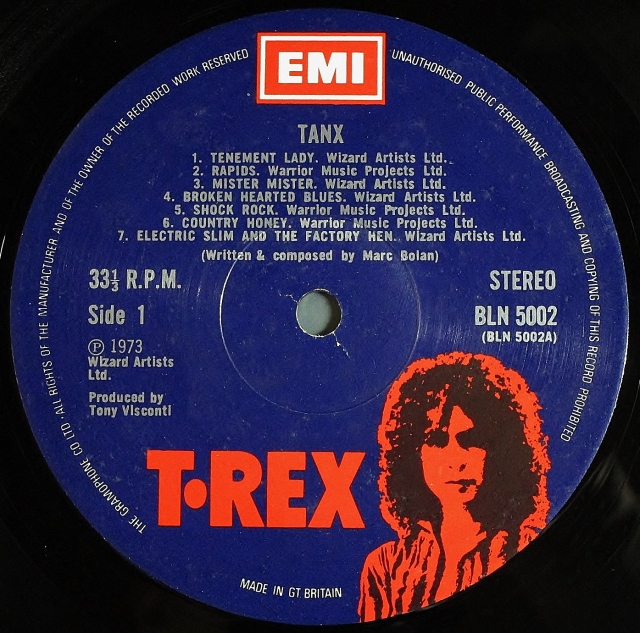 THE GRAMOPHONE CO LTD · ALL RIGHTS OF THE MANUFACTURER AND OF THE OWNER OF THE RECORDED WORK RESERVED
UNAUTHORISED PUBLIC PERFORMANCE BROADCASTING AND COPYING OF THIS RECORD PROHIBITED
EMI
TANX
1. TENEMENT LADY. Wizard Artists Ltd.
2. RAPIDS. Warrior Music Projects Ltd.
3. MISTER MISTER. Wizard Artists Ltd.
4. BROKEN HEARTED BLUES. Wizard Artists Ltd.
5. SHOCK ROCK. Warrior Music Projects Ltd.
6. COUNTRY HONEY. Warrior Music Projects Ltd.
7. ELECTRIC SLIM AND THE FACTORY HEN. Wizard Artists Ltd.
(Written & composed by Marc Bolan)
33⅓ R.P.M.
STEREO
Side 1
BLN 5002
(BLN 5002A)
℗ 1973
Wizard Artists
Ltd.
Produced by
Tony Visconti
T·REX
MADE IN GT BRITAIN